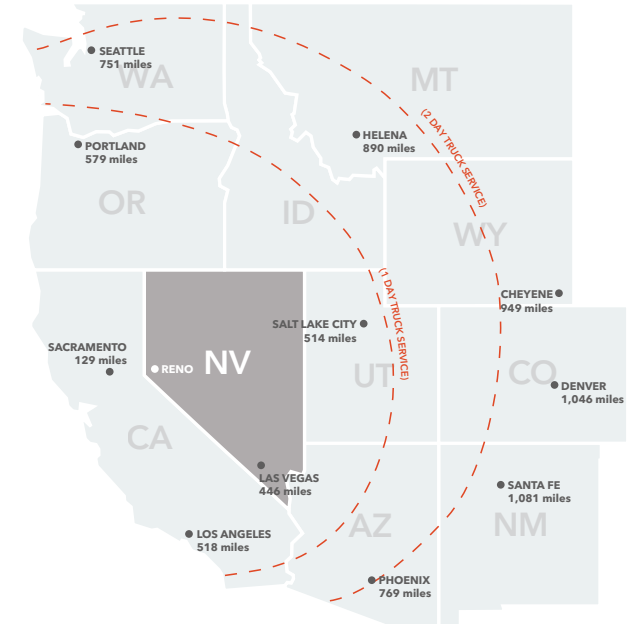 SEATTLE
751 miles
WA
MT
(2 DAY TRUCK SERVICE)
HELENA
890 miles
PORTLAND
579 miles
OR
ID
WY
(1 DAY TRUCK SERVICE)
CHEYENE
949 miles
SALT LAKE CITY
514 miles
SACRAMENTO
129 miles
RENO
NV
UT
CO
DENVER
1,046 miles
CA
LAS VEGAS
446 miles
SANTA FE
1,081 miles
AZ
NM
LOS ANGELES
518 miles
PHOENIX
769 miles